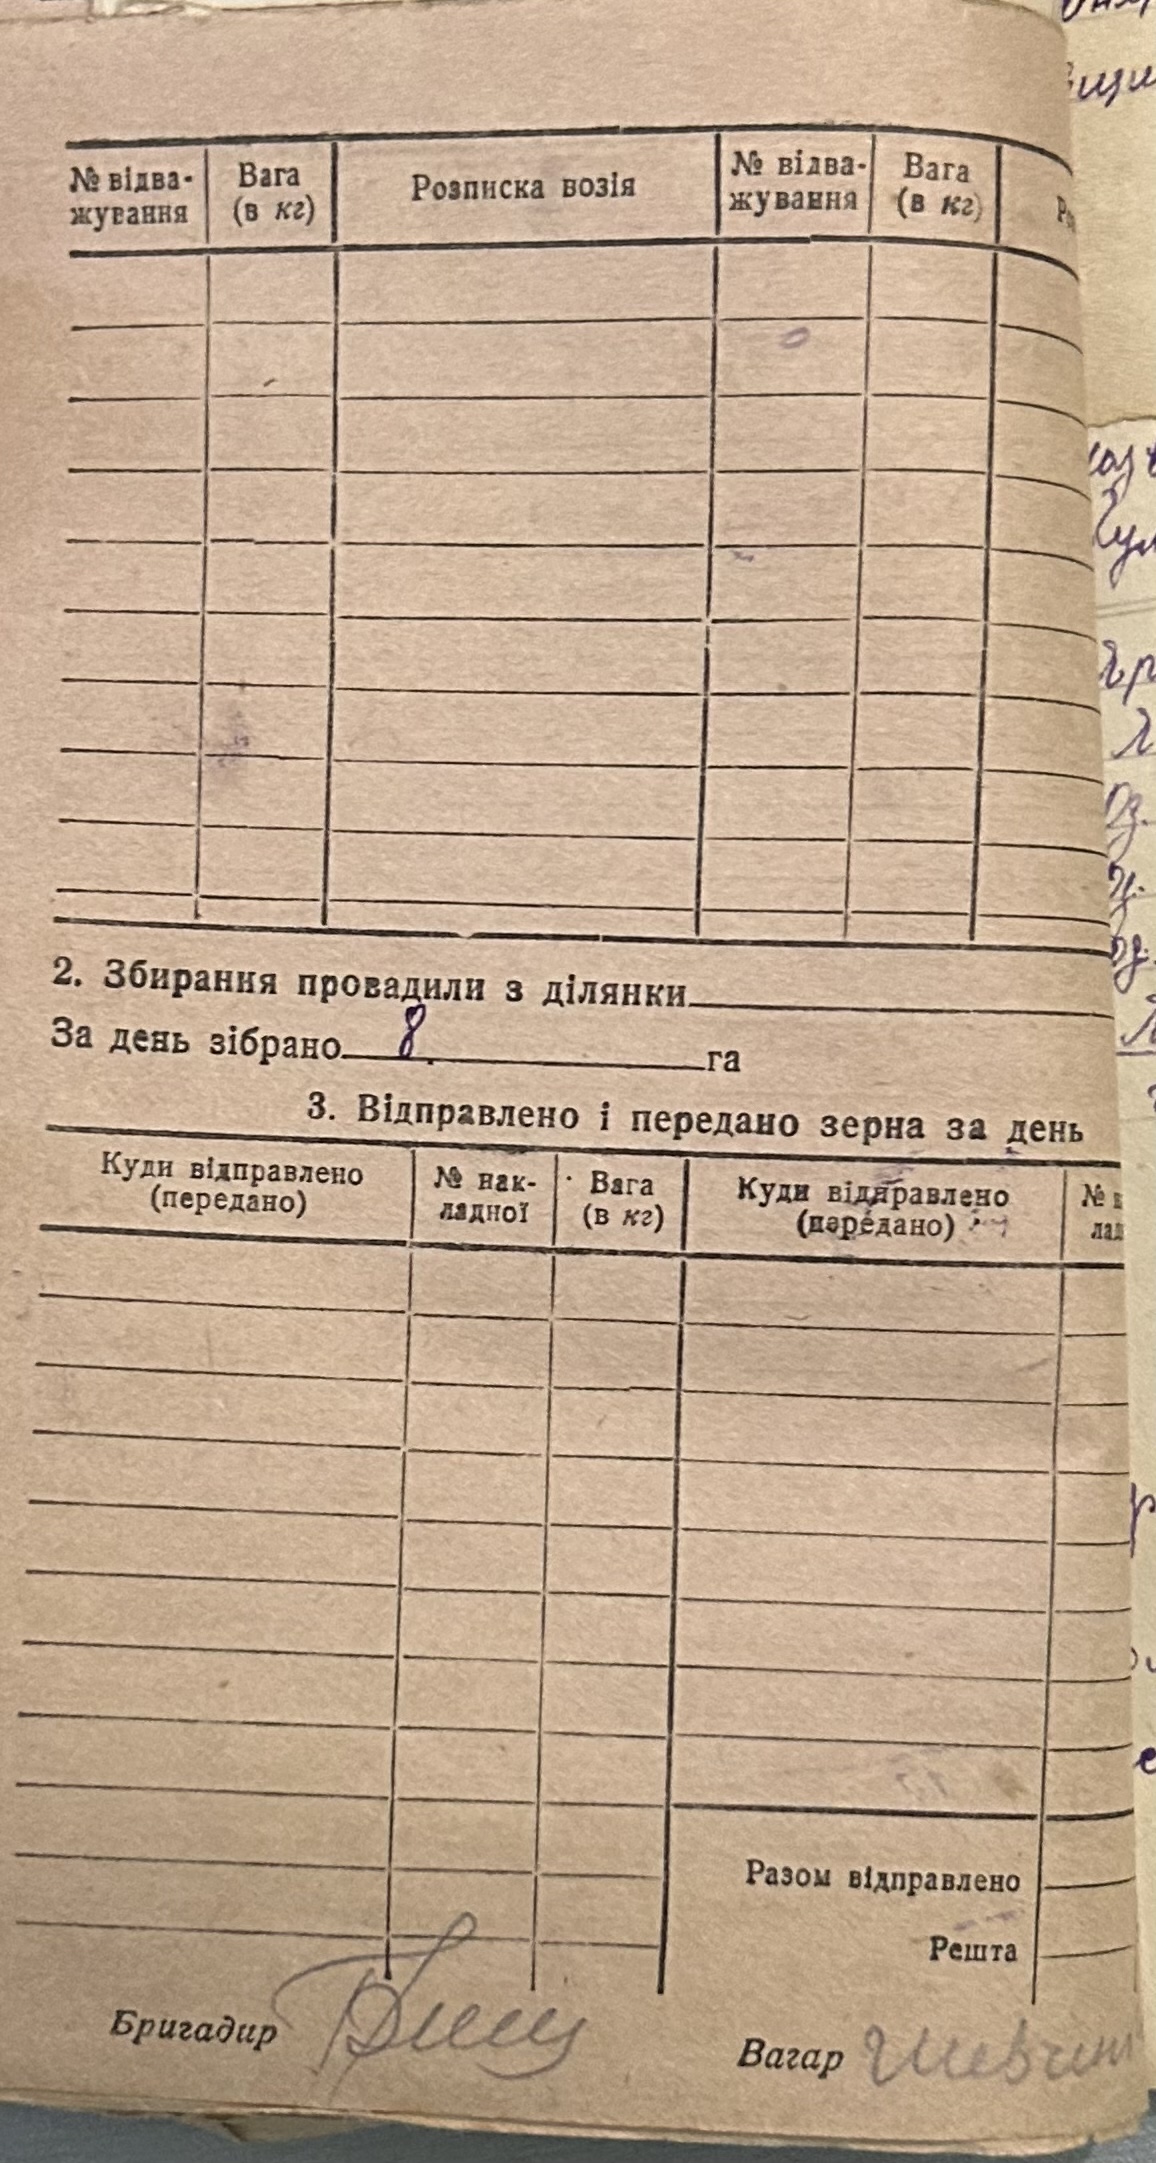 № відва-
жування
Вага
(в кг)
Розписка возія
№ відва-
жування
Вага
(в кг)
2. Збирання провадили з ділянки
За день зібрано 8 га
3. Відправлено і передано зерна за день
Куди відправлено
(передано)
№ нак-
ладної
Вага
(в кг)
Куди відправлено
(передано)
№
Разом відправлено
Решта
Бригадир
Вагар